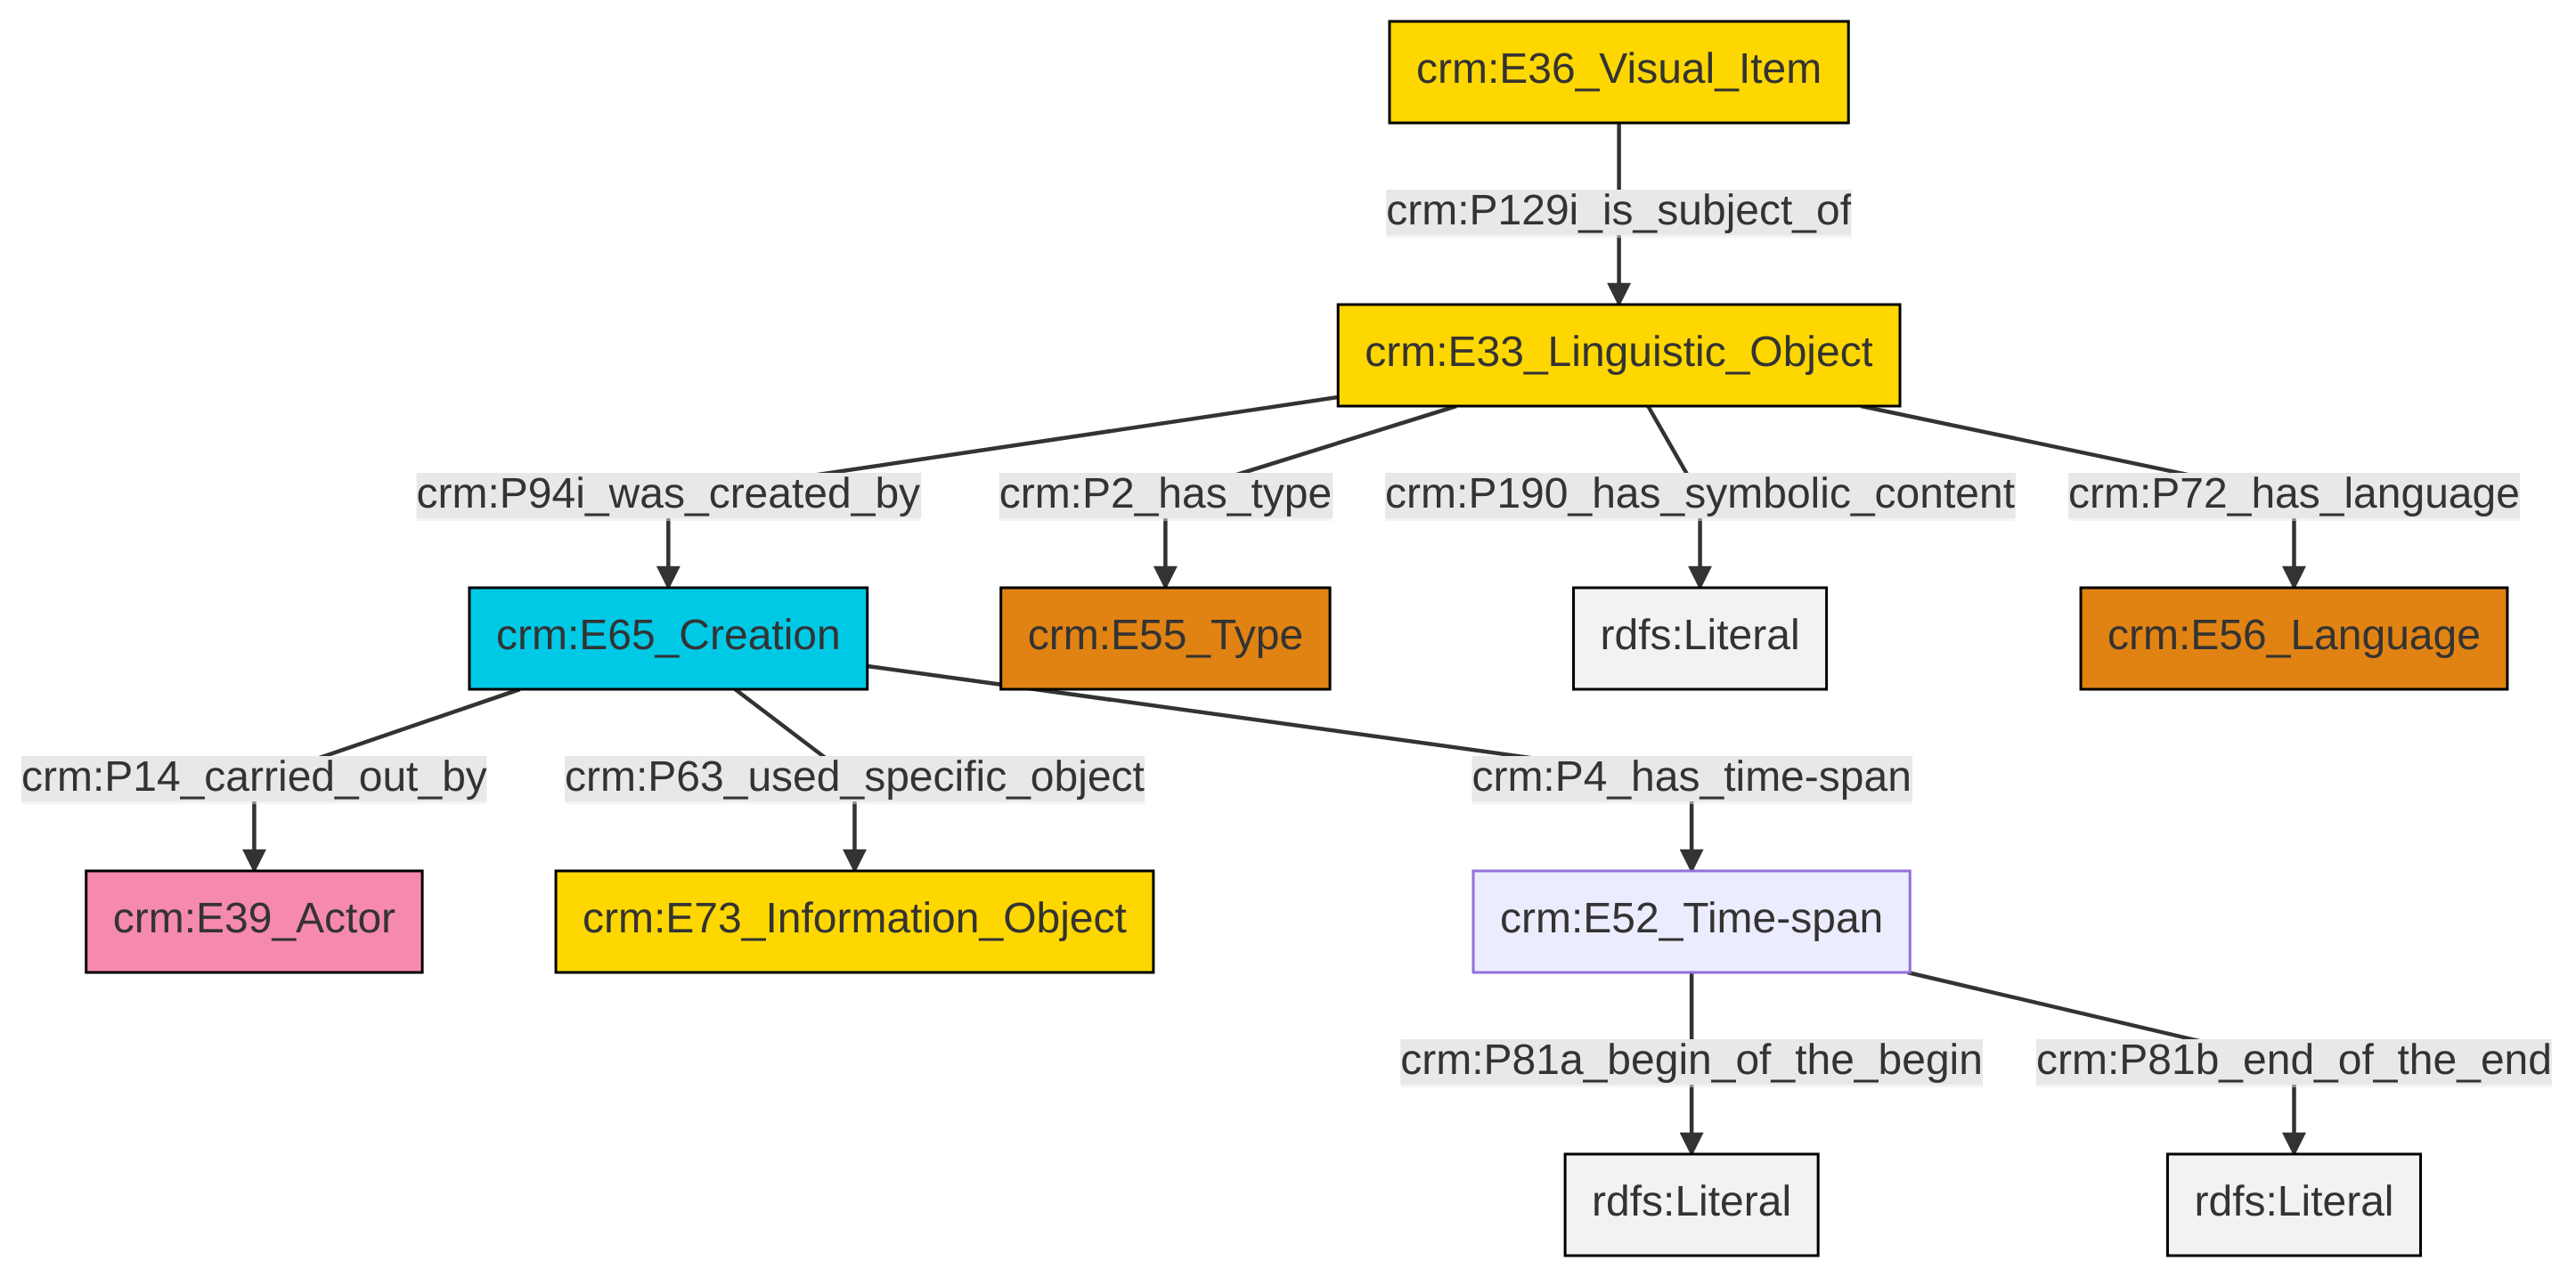 crm:E36_Visual_Item
crm:P129i_is_subject_of
crm:E33_Linguistic_Object
crm:P94i_was_created_by
crm:P2_has_type
crm:P190_has_symbolic_content
crm:P72_has_language
crm:E65_Creation
crm:E55_Type
rdfs:Literal
crm:E56_Language
crm:P14_carried_out_by
crm:P63_used_specific_object
crm:P4_has_time-span
crm:E39_Actor
crm:E73_Information_Object
crm:E52_Time-span
crm:P81a_begin_of_the_begin
crm:P81b_end_of_the_end
rdfs:Literal
rdfs:Literal